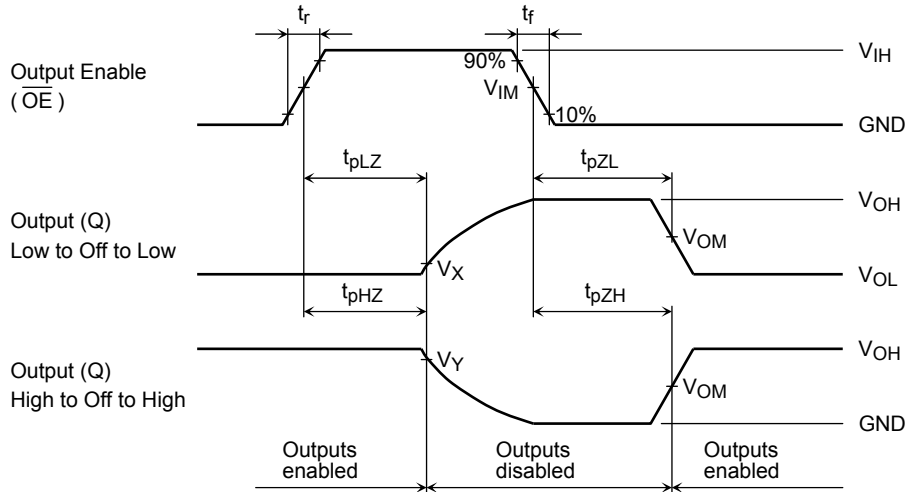 tr
tf
Output Enable
( OE )
90%
VIM
10%
VIH
GND
tpLZ
tpZL
Output (Q)
Low to Off to Low
VX
VOH
VOM
VOL
tpHZ
tpZH
Output (Q)
High to Off to High
VY
VOH
VOM
GND
Outputs
enabled
Outputs
disabled
Outputs
enabled